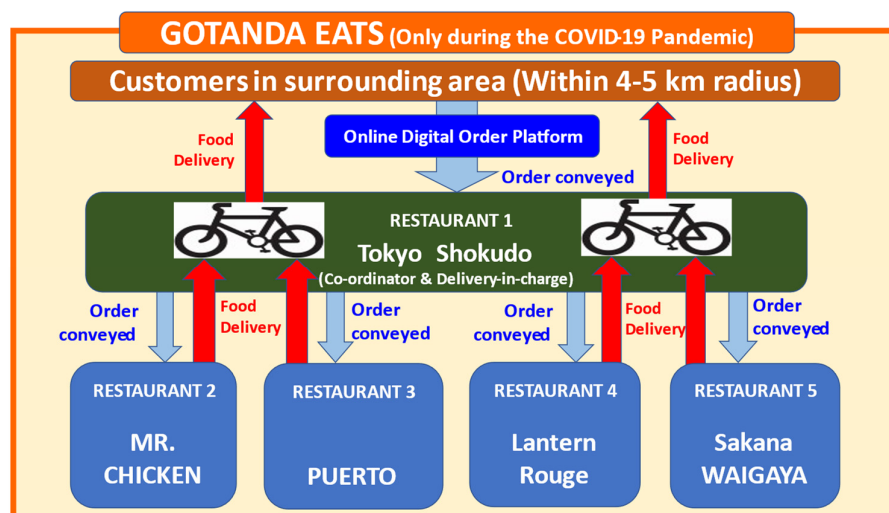 GOTANDA EATS (Only during the COVID-19 Pandemic)
Customers in surrounding area (Within 4-5 km radius)
Food
Delivery
Online Digital Order Platform
Food
Delivery
Order conveyed
RESTAURANT 1
Tokyo Shokudo
(Co-ordinator & Delivery-in-charge)
Order
conveyed
Food
Delivery
Order
conveyed
Order
conveyed
Food
Delivery
Order
conveyed
RESTAURANT 2
MR.
CHICKEN
RESTAURANT 3
PUERTO
RESTAURANT 4
Lantern
Rouge
RESTAURANT 5
Sakana
WAIGAYA